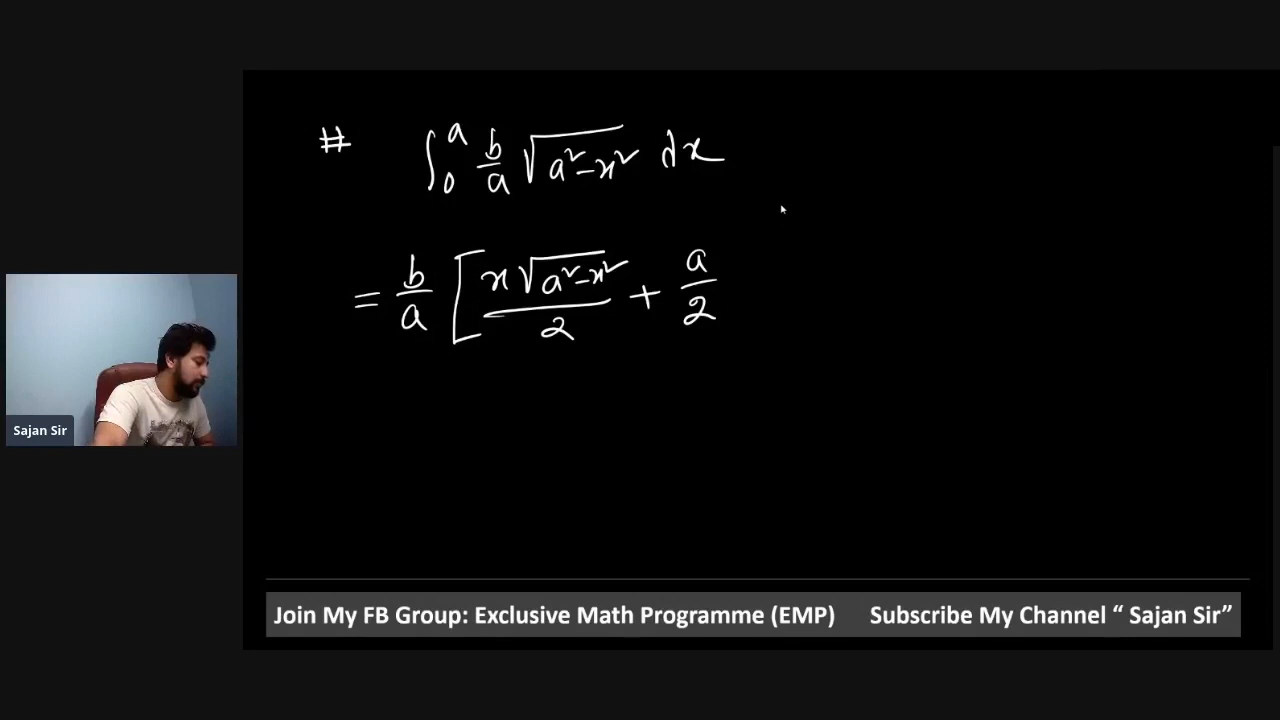 # ∫₀ᵃ b/a √(a²-x²) dx
= b/a [ x√(a²-x²)/2 + a/2
Sajan Sir
Join My FB Group: Exclusive Math Programme (EMP) Subscribe My Channel “ Sajan Sir”